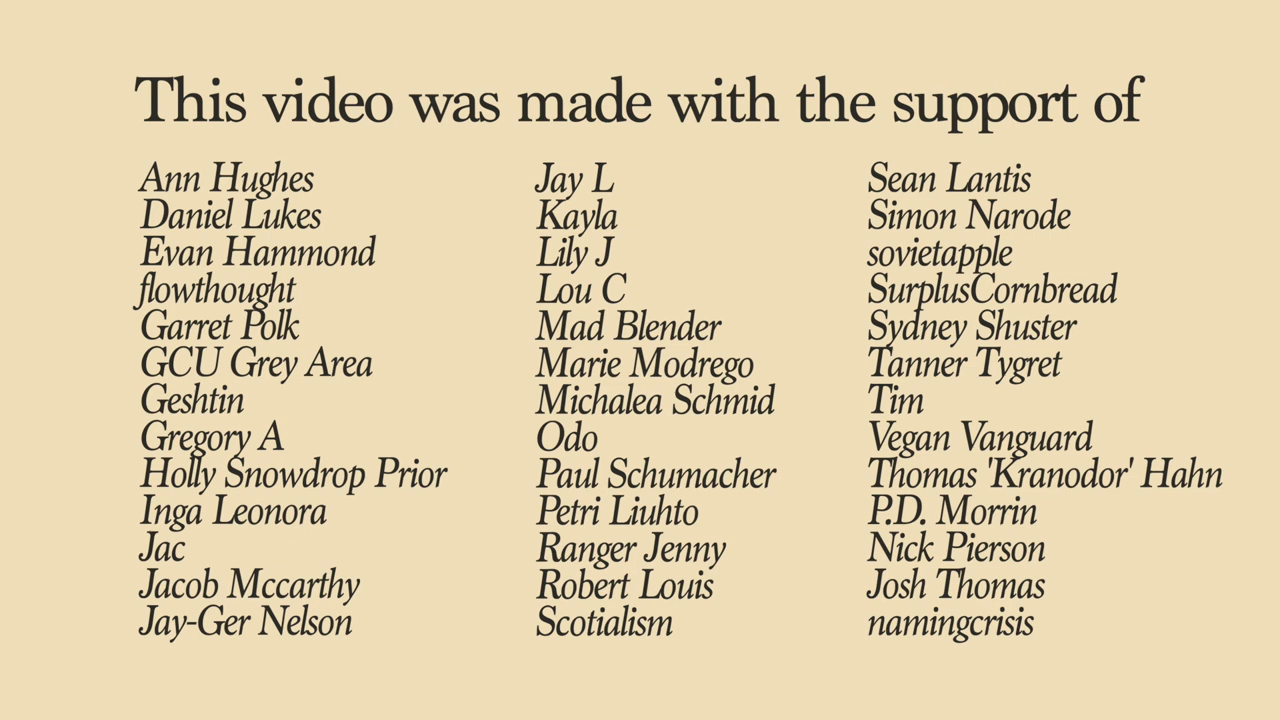 This video was made with the support of
Ann Hughes
Daniel Lukes
Evan Hammond
flowthought
Garret Polk
GCU Grey Area
Geshtin
Gregory A
Holly Snowdrop Prior
Inga Leonora
Jac
Jacob Mccarthy
Jay-Ger Nelson
Jay L
Kayla
Lily J
Lou C
Mad Blender
Marie Modrego
Michalea Schmid
Odo
Paul Schumacher
Petri Liuhto
Ranger Jenny
Robert Louis
Scotialism
Sean Lantis
Simon Narode
sovietapple
SurplusCornbread
Sydney Shuster
Tanner Tygret
Tim
Vegan Vanguard
Thomas 'Kranodor' Hahn
P.D. Morrin
Nick Pierson
Josh Thomas
namingcrisis